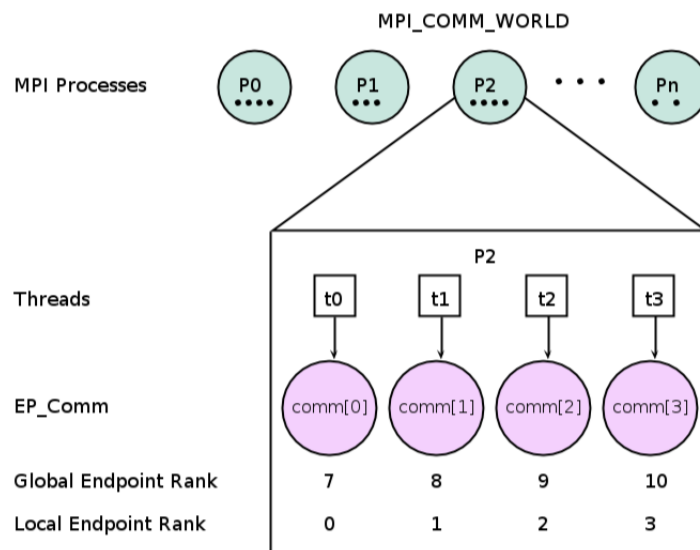 MPI_COMM_WORLD
MPI Processes P0 P1 P2 • • • Pn
P2
Threads t0 t1 t2 t3
EP_Comm comm[0] comm[1] comm[2] comm[3]
Global Endpoint Rank 7 8 9 10
Local Endpoint Rank 0 1 2 3